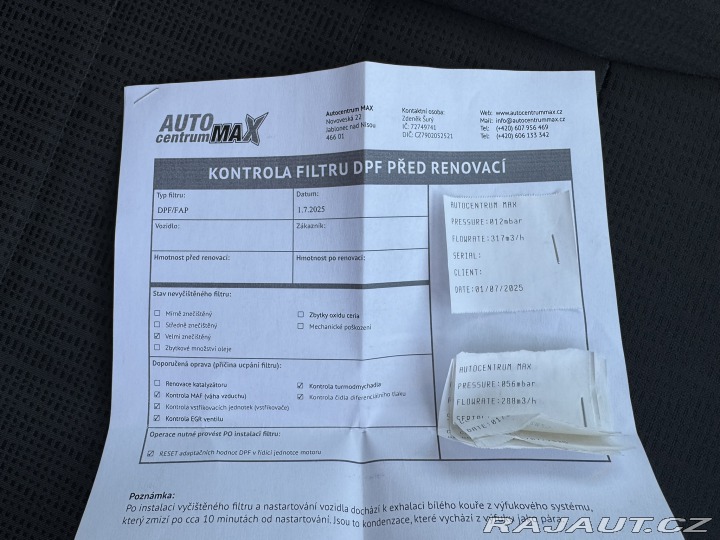 AUTO
centrum MAX
Autocentrum MAX
Novoveská 22
Jablonec nad Nisou
466 01
Kontaktní osoba:
Zdeněk Šurý
IČ: 72749741
DIČ: CZ7902052521
Web: www.autocentrummax.cz
Mail: info@autocentrummax.cz
Tel: (+420) 607 956 469
Tel: (+420) 606 133 342
KONTROLA FILTRU DPF PŘED RENOVACÍ
Typ filtru:
DPF/FAP
Datum:
1.7.2025
Vozidlo:
Zákazník:
Hmotnost před renovací:
Hmotnost po renovaci:
Stav nevyčištěného filtru:
Mírně znečištěný
Středně znečištěný
Velmi znečištěný
Zbytkové množství oleje
Zbytky oxidu ceria
Mechanické poškození
Doporučená oprava (příčina ucpání filtru):
Renovace katalyzátoru
Kontrola MAF (váha vzduchu)
Kontrola vstřikovacích jednotek (vstřikovače)
Kontrola EGR ventilu
Kontrola turmodmychadla
Kontrola čidla diferenciálního tlaku
Operace nutné provést PO instalaci filtru:
RESET adaptačních hodnot DPF v řídící jednotce motoru
AUTOCENTRUM MAX
PRESSURE:012mbar
FLOWRATE:317m3/h
SERIAL:
CLIENT:
DATE:01/07/2025
AUTOCENTRUM MAX
PRESSURE:056mbar
FLOWRATE:288m3/h
SERIAL:
Poznámka:
Po instalaci vyčištěného filtru a nastartování vozidla dochází k exhalaci bílého kouře z výfukového systému,
který zmizí po cca 10 minutách od nastartování. Jsou to kondenzace, které vychází z výfuku jako pára.
RAJAUT.CZ